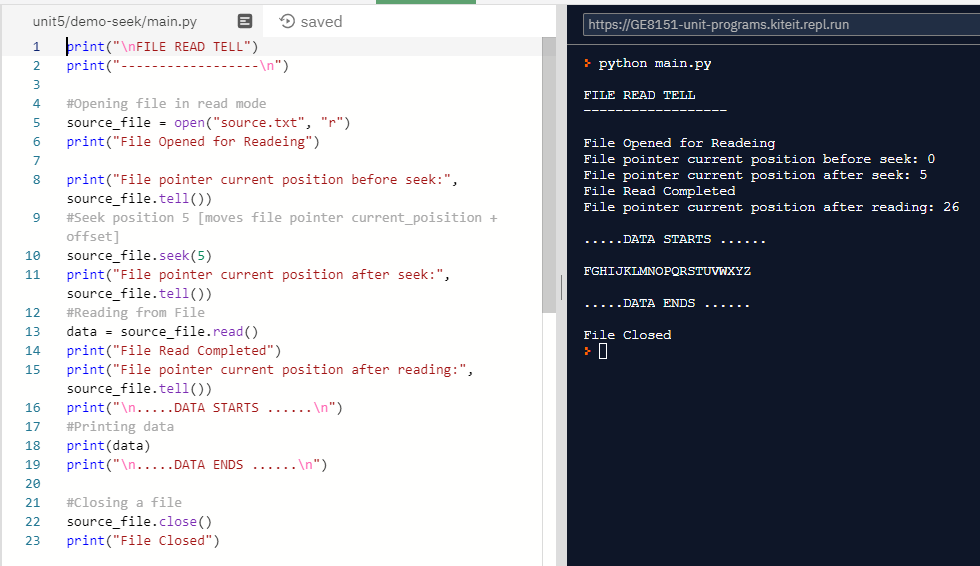 unit5/demo-seek/main.py
saved
1 print("\nFILE READ TELL")
2 print("------------------\n")
3
4 #Opening file in read mode
5 source_file = open("source.txt", "r")
6 print("File Opened for Readeing")
7
8 print("File pointer current position before seek:",
source_file.tell())
9 #Seek position 5 [moves file pointer current_poisition +
offset]
10 source_file.seek(5)
11 print("File pointer current position after seek:",
source_file.tell())
12 #Reading from File
13 data = source_file.read()
14 print("File Read Completed")
15 print("File pointer current position after reading:",
source_file.tell())
16 print("\n.....DATA STARTS ......\n")
17 #Printing data
18 print(data)
19 print("\n.....DATA ENDS ......\n")
20
21 #Closing a file
22 source_file.close()
23 print("File Closed")
https://GE8151-unit-programs.kiteit.repl.run
python main.py
FILE READ TELL
------------------
File Opened for Readeing
File pointer current position before seek: 0
File pointer current position after seek: 5
File Read Completed
File pointer current position after reading: 26
.....DATA STARTS ......
FGHIJKLMNOPQRSTUVWXYZ
.....DATA ENDS ......
File Closed